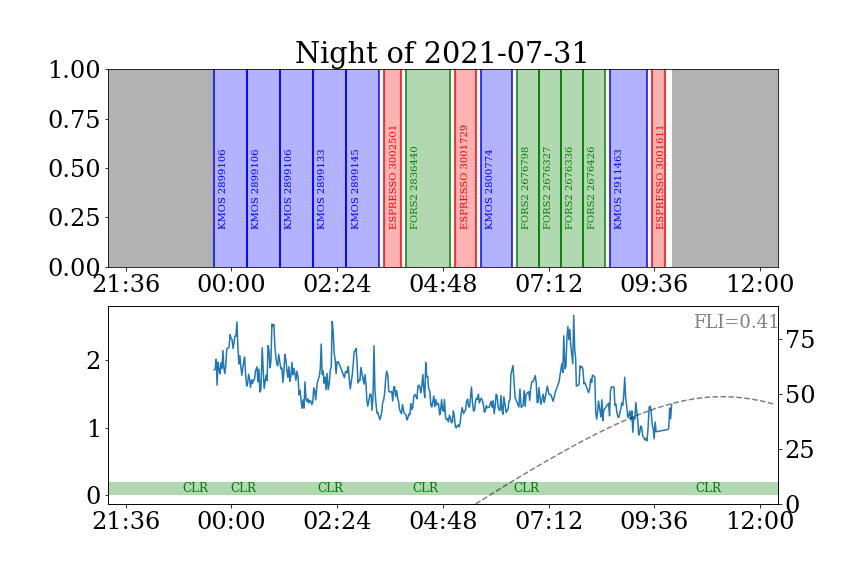 Night of 2021-07-31
1.00
0.75
0.50
0.25
0.00
KMOS 2899106
KMOS 2899106
KMOS 2899106
KMOS 2899133
KMOS 2899145
ESPRESSO 3002501
FORS2 2836440
ESPRESSO 3001729
KMOS 2800774
FORS2 2676798
FORS2 2676327
FORS2 2676336
FORS2 2676426
KMOS 2911463
ESPRESSO 3001611
21:36 00:00 02:24 04:48 07:12 09:36 12:00
FLI=0.41
2
1
0
75
50
25
0
CLR CLR CLR CLR CLR CLR
21:36 00:00 02:24 04:48 07:12 09:36 12:00